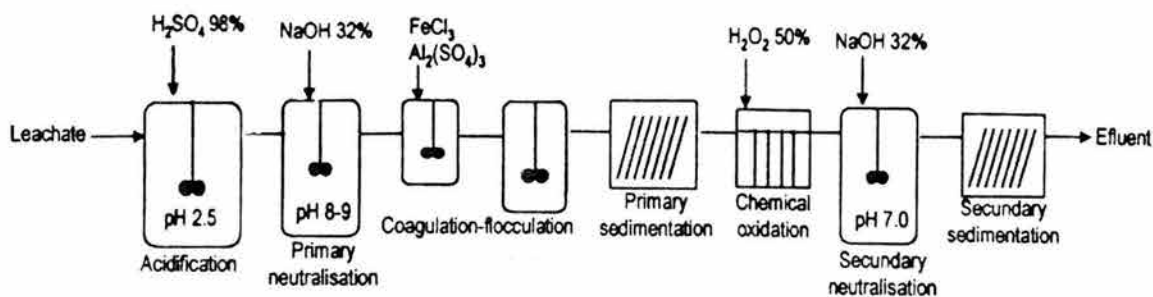 H₂SO₄ 98%
NaOH 32%
FeCl₃
Al₂(SO₄)₃
H₂O₂ 50%
NaOH 32%
Leachate
Efluent
pH 2.5
pH 8-9
pH 7.0
Acidification
Primary
neutralisation
Coagulation-flocculation
Primary
sedimentation
Chemical
oxidation
Secundary
neutralisation
Secundary
sedimentation